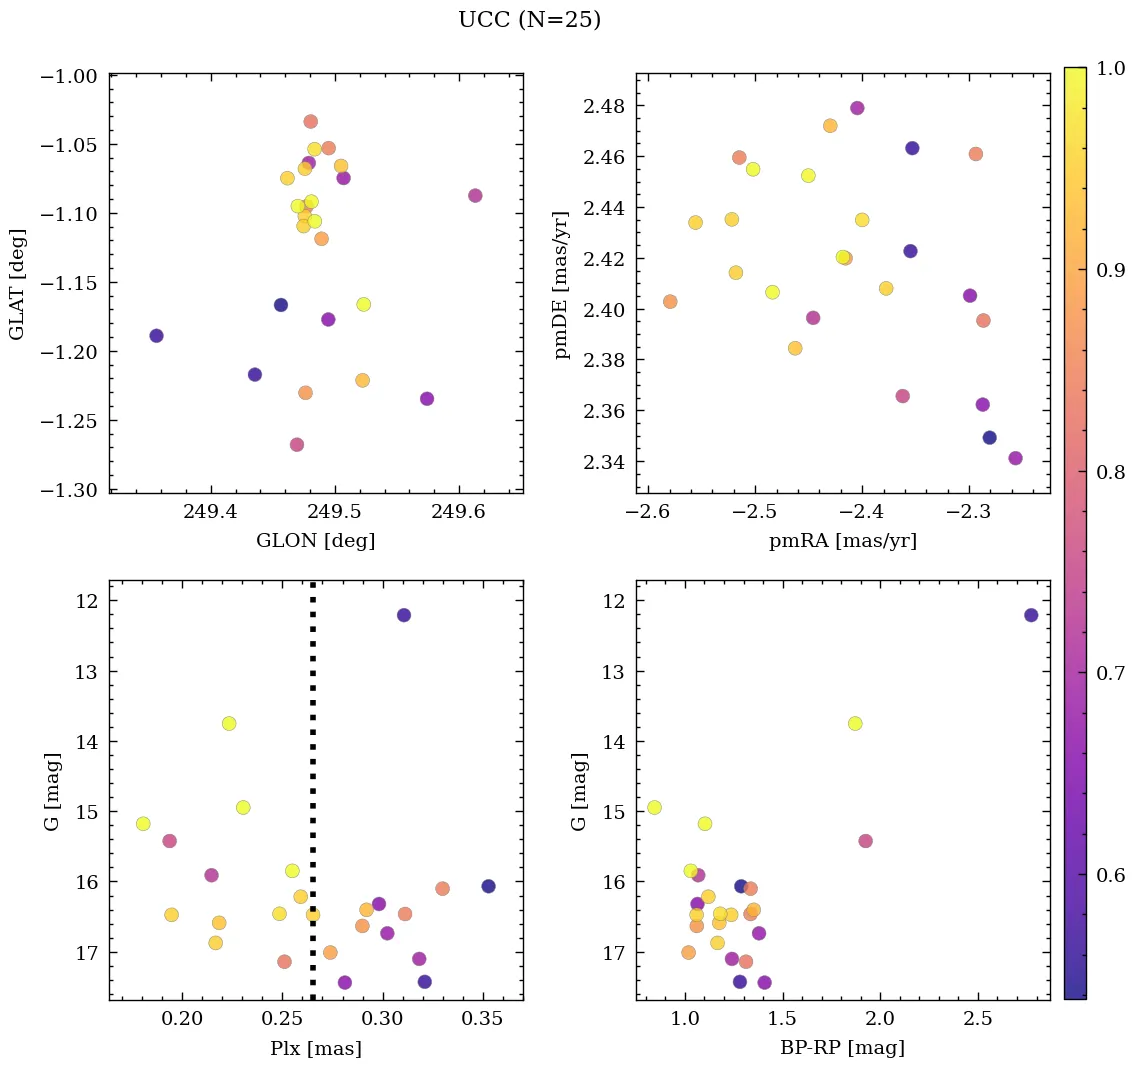 UCC (N=25)
−1.00
−1.05
−1.10
−1.15
−1.20
−1.25
−1.30
GLAT [deg]
249.4 249.5 249.6
GLON [deg]
2.48
2.46
2.44
2.42
2.40
2.38
2.36
2.34
pmDE [mas/yr]
−2.6 −2.5 −2.4 −2.3
pmRA [mas/yr]
12
13
14
15
16
17
G [mag]
0.20 0.25 0.30 0.35
Plx [mas]
12
13
14
15
16
17
G [mag]
1.0 1.5 2.0 2.5
BP-RP [mag]
1.0
0.9
0.8
0.7
0.6